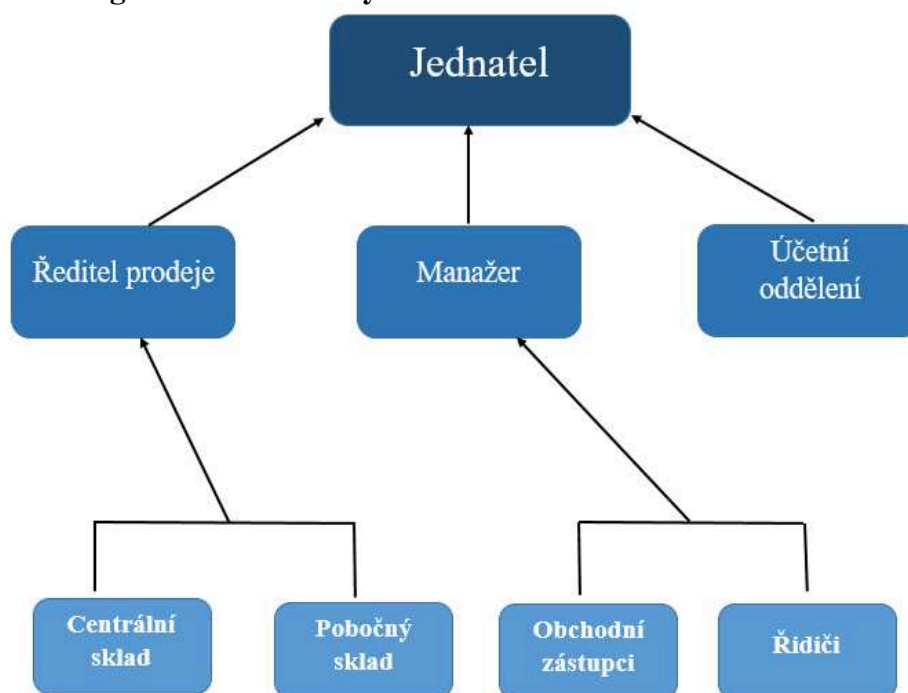 Jednatel
Ředitel prodeje
Manažer
Účetní
oddělení
Centrální
sklad
Pobočný
sklad
Obchodní
zástupci
Řidiči